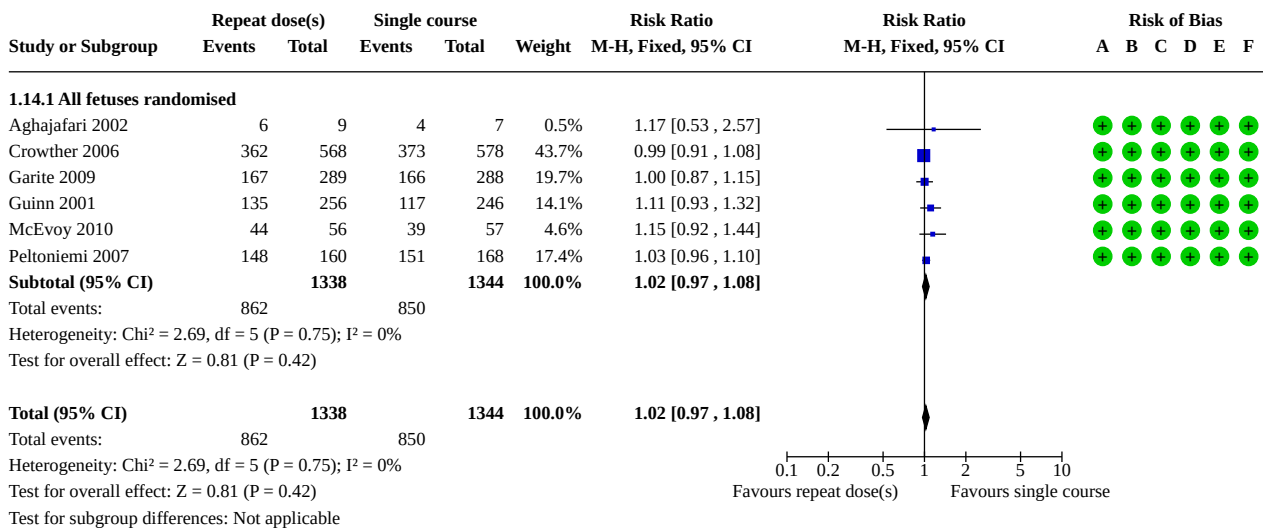 Repeat dose(s) Single course Risk Ratio Risk Ratio Risk of Bias
Study or Subgroup Events Total Events Total Weight M-H, Fixed, 95% CI M-H, Fixed, 95% CI A B C D E F
1.14.1 All fetuses randomised
Aghajafari 2002 6 9 4 7 0.5% 1.17 [0.53 , 2.57] + + + + + +
Crowther 2006 362 568 373 578 43.7% 0.99 [0.91 , 1.08] + + + + + +
Garite 2009 167 289 166 288 19.7% 1.00 [0.87 , 1.15] + + + + + +
Guinn 2001 135 256 117 246 14.1% 1.11 [0.93 , 1.32] + + + + + +
McEvoy 2010 44 56 39 57 4.6% 1.15 [0.92 , 1.44] + + + + + +
Peltoniemi 2007 148 160 151 168 17.4% 1.03 [0.96 , 1.10] + + + + + +
Subtotal (95% CI) 1338 1344 100.0% 1.02 [0.97 , 1.08]
Total events: 862 850
Heterogeneity: Chi² = 2.69, df = 5 (P = 0.75); I² = 0%
Test for overall effect: Z = 0.81 (P = 0.42)
Total (95% CI) 1338 1344 100.0% 1.02 [0.97 , 1.08]
Total events: 862 850
Heterogeneity: Chi² = 2.69, df = 5 (P = 0.75); I² = 0%
0.1 0.2 0.5 1 2 5 10
Test for overall effect: Z = 0.81 (P = 0.42) Favours repeat dose(s) Favours single course
Test for subgroup differences: Not applicable